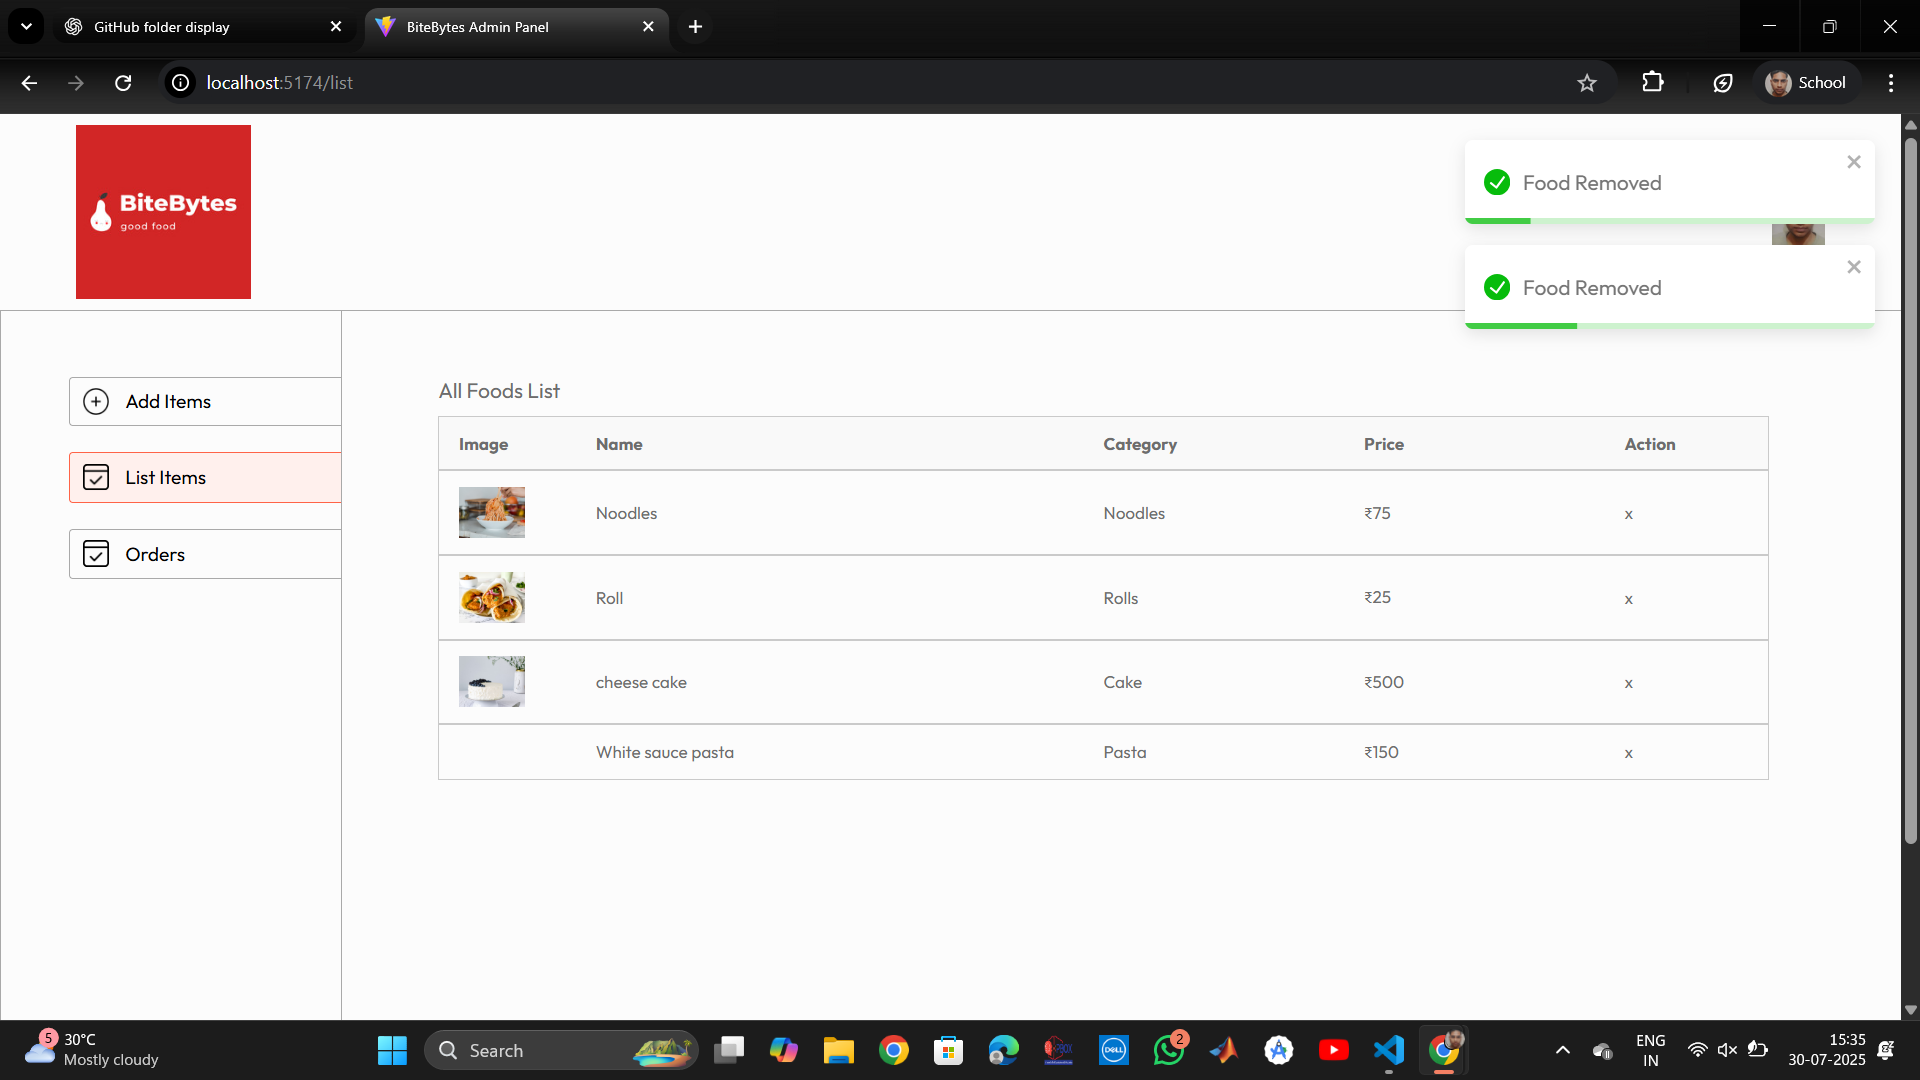 GitHub folder display
BiteBytes Admin Panel
localhost:5174/list
School
BiteBytes
good food
Food Removed
Food Removed
Add Items
List Items
Orders
All Foods List
Image Name Category Price Action
Noodles Noodles ₹75 x
Roll Rolls ₹25 x
cheese cake Cake ₹500 x
White sauce pasta Pasta ₹150 x
5
30°C
Mostly cloudy
Search
DELL
2
ENG
IN
15:35
30-07-2025